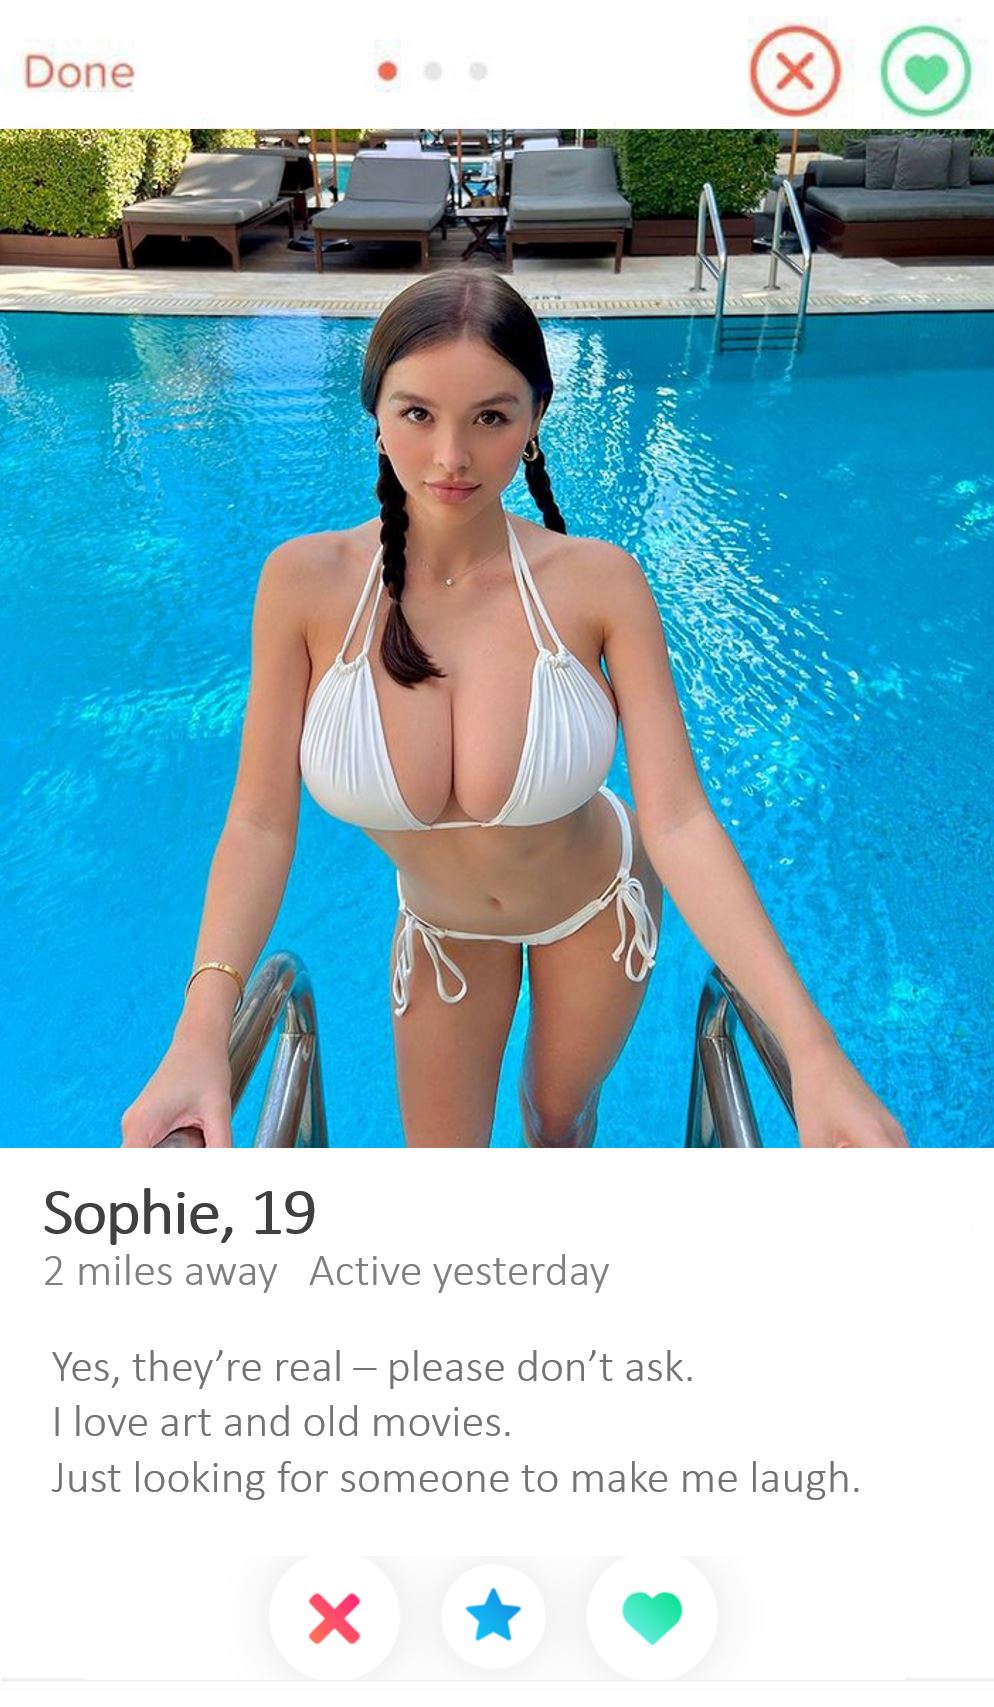 Done
Sophie, 19
2 miles away Active yesterday
Yes, they’re real – please don’t ask.
I love art and old movies.
Just looking for someone to make me laugh.